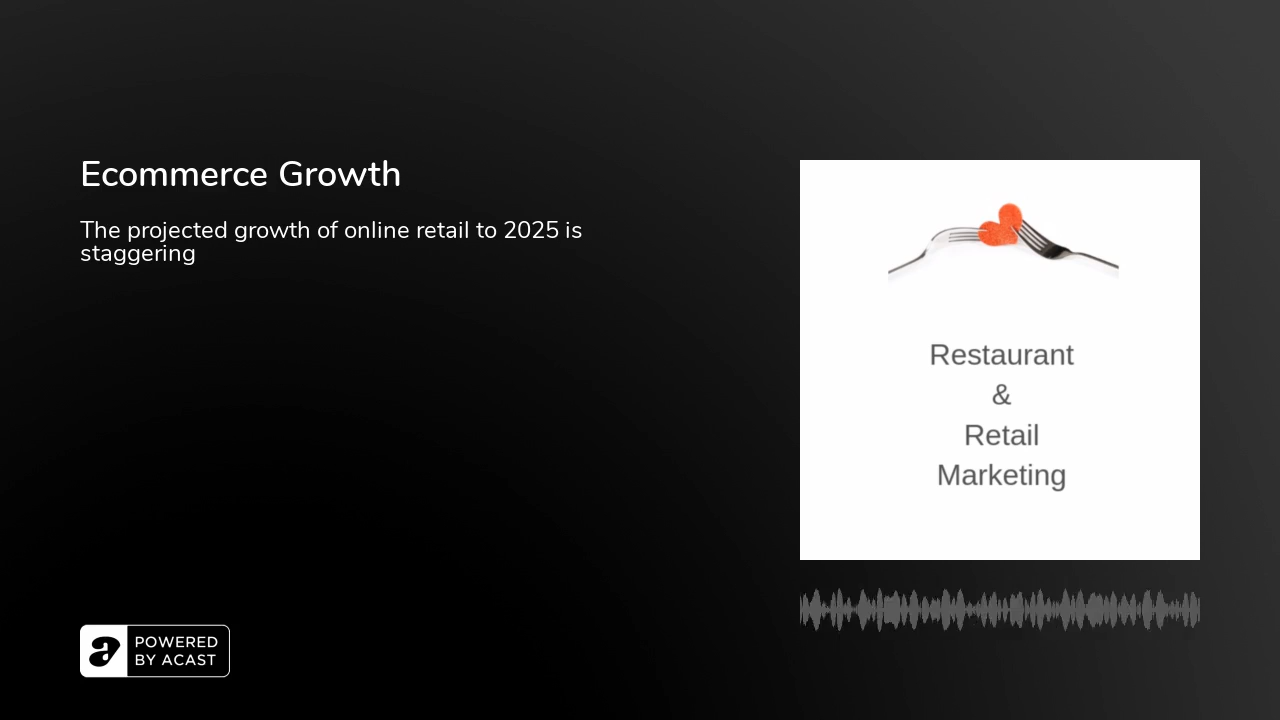 Ecommerce Growth
The projected growth of online retail to 2025 is
staggering
Restaurant
&
Retail
Marketing
a POWERED
BY ACAST